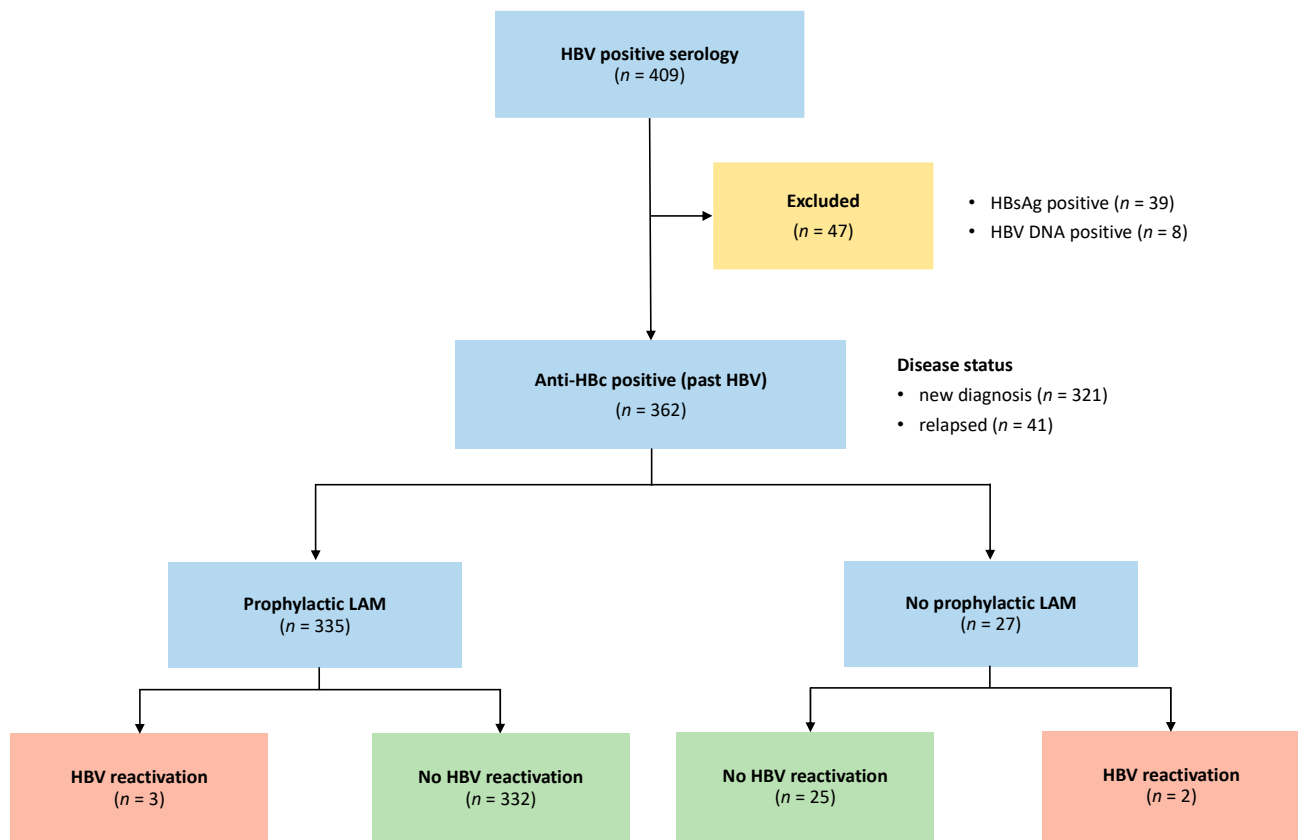 HBV positive serology
(n = 409)
Excluded
(n = 47)
• HBsAg positive (n = 39)
• HBV DNA positive (n = 8)
Anti-HBc positive (past HBV)
(n = 362)
Disease status
• new diagnosis (n = 321)
• relapsed (n = 41)
Prophylactic LAM
(n = 335)
No prophylactic LAM
(n = 27)
HBV reactivation
(n = 3)
No HBV reactivation
(n = 332)
No HBV reactivation
(n = 25)
HBV reactivation
(n = 2)